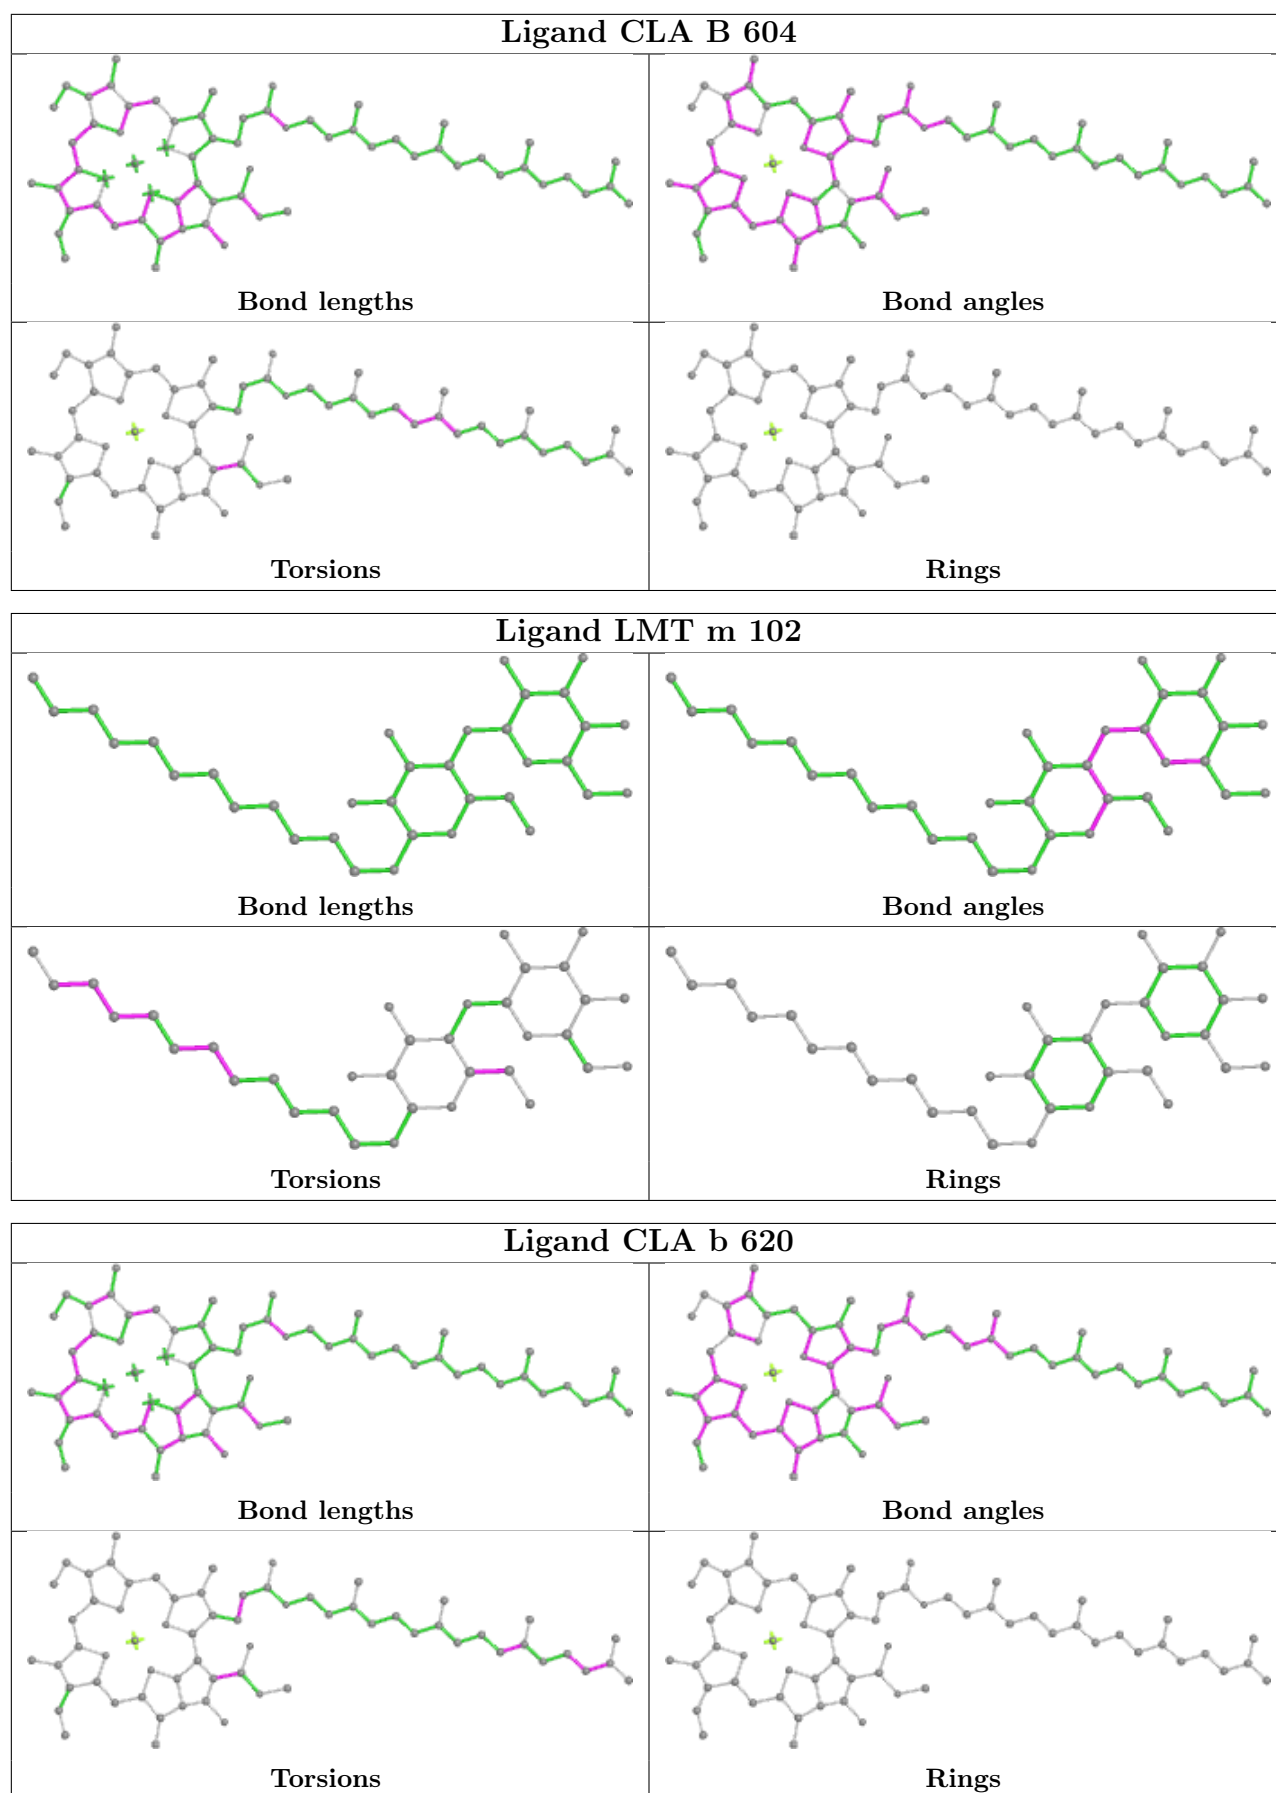 Ligand CLA B 604
Bond lengths
Bond angles
Torsions
Rings
Ligand LMT m 102
Bond lengths
Bond angles
Torsions
Rings
Ligand CLA b 620
Bond lengths
Bond angles
Torsions
Rings